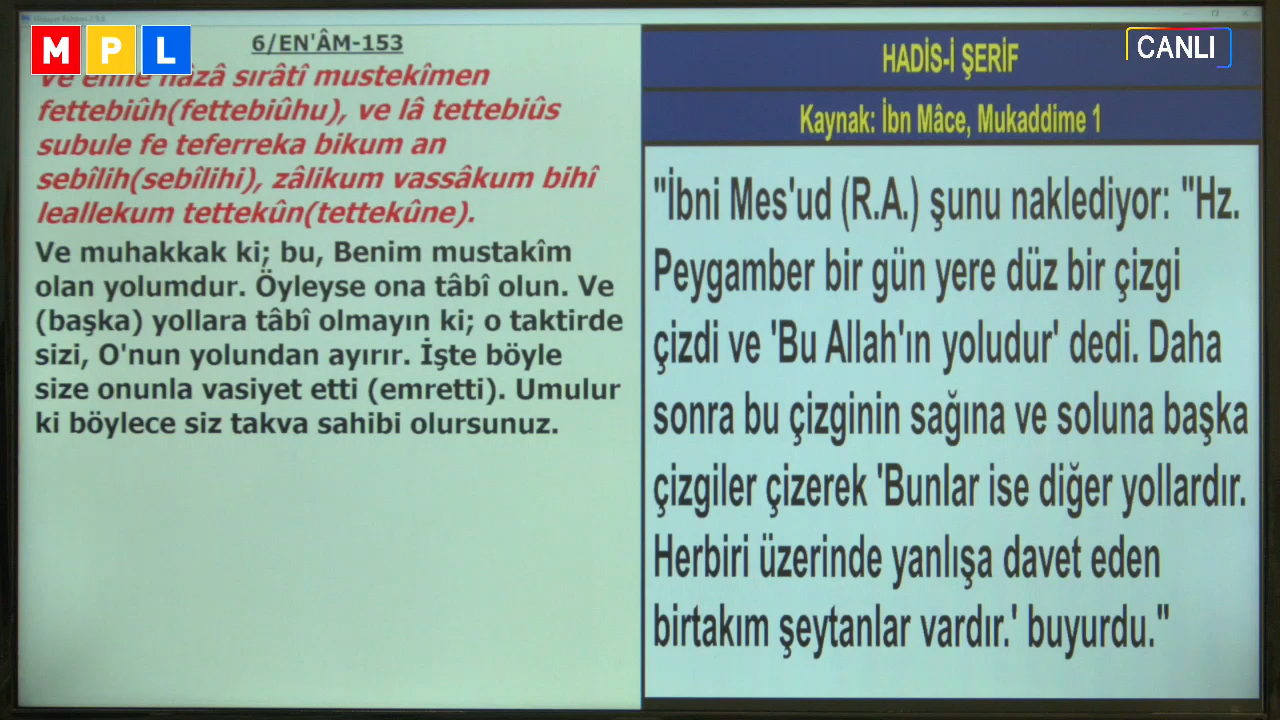 MPL
CANLI
6/EN'ÂM-153
Ve enne hâzâ sırâtî mustekîmen
fettebiûh(fettebiûhu), ve lâ tettebiûs
subule fe teferreka bikum an
sebîlih(sebîlihi), zâlikum vassâkum bihî
leallekum tettekûn(tettekûne).
Ve muhakkak ki; bu, Benim mustakîm
olan yolumdur. Öyleyse ona tâbî olun. Ve
(başka) yollara tâbî olmayın ki; o taktirde
sizi, O'nun yolundan ayırır. İşte böyle
size onunla vasiyet etti (emretti). Umulur
ki böylece siz takva sahibi olursunuz.
HADİS-İ ŞERİF
Kaynak: İbn Mâce, Mukaddime 1
"İbni Mes'ud (R.A.) şunu naklediyor: "Hz.
Peygamber bir gün yere düz bir çizgi
çizdi ve 'Bu Allah'ın yoludur' dedi. Daha
sonra bu çizginin sağına ve soluna başka
çizgiler çizerek 'Bunlar ise diğer yollardır.
Herbiri üzerinde yanlışa davet eden
birtakım şeytanlar vardır.' buyurdu."